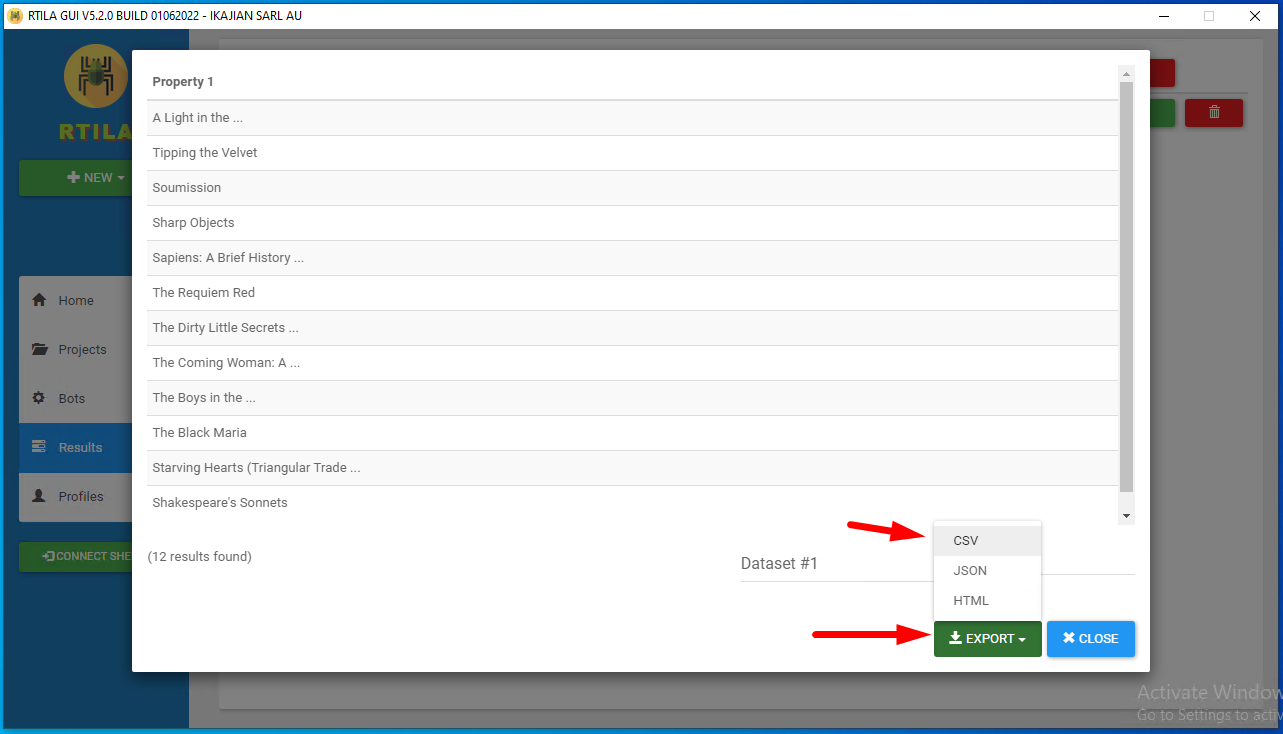 RTILA GUI V5.2.0 BUILD 01062022 - IKAJIAN SARL AU
RTILA
NEW
Home
Projects
Bots
Results
Profiles
CONNECT SHE
Property 1
A Light in the ...
Tipping the Velvet
Soumission
Sharp Objects
Sapiens: A Brief History ...
The Requiem Red
The Dirty Little Secrets ...
The Coming Woman: A ...
The Boys in the ...
The Black Maria
Starving Hearts (Triangular Trade ...
Shakespeare's Sonnets
(12 results found)
Dataset #1
CSV
JSON
HTML
EXPORT
CLOSE
Activate Window
Go to Settings to activ